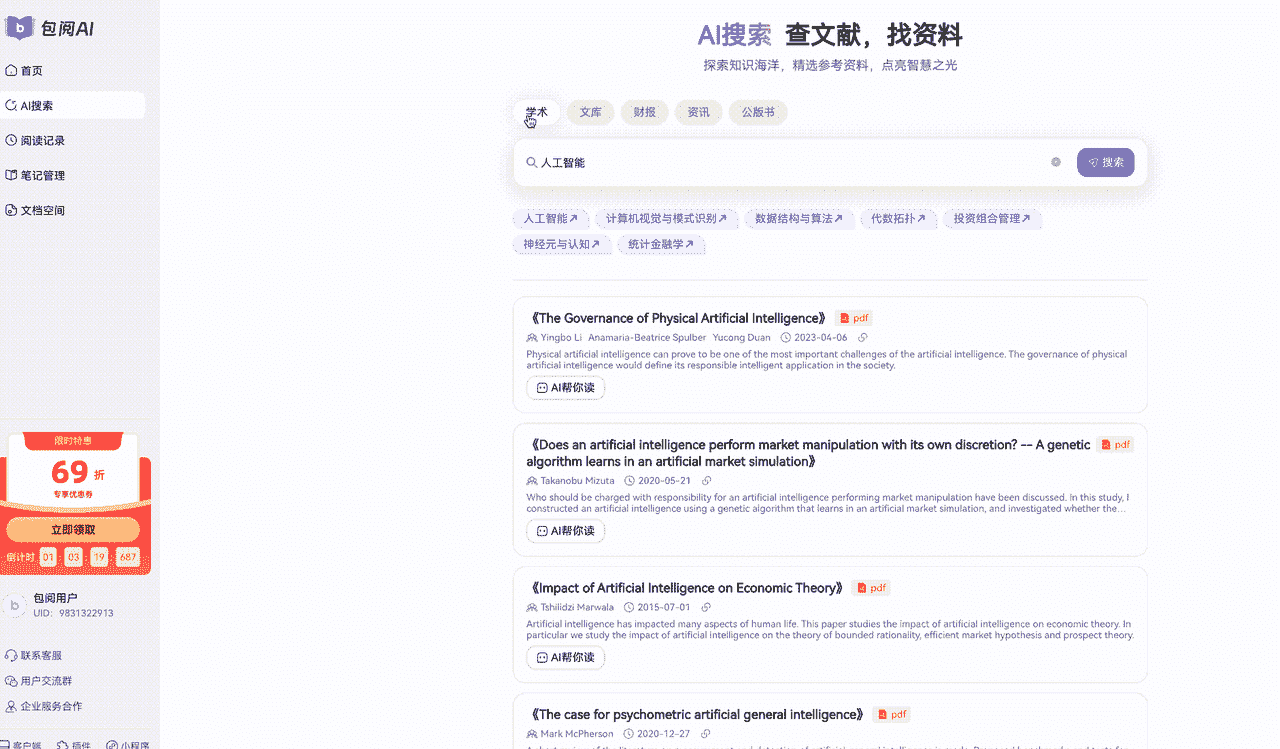 包阅AI
首页
AI搜索
阅读记录
笔记管理
文档空间
限时特惠
69 折
专享优惠券
立即领取
倒计时 01 : 03 : 19 : 687
包阅用户
UID: 9831322913
联系客服
用户交流群
企业服务合作
客户端 插件 小程序
AI搜索 查文献，找资料
探索知识海洋，精选参考资料，点亮智慧之光
学术 文库 财报 资讯 公版书
人工智能 搜索
人工智能↗ 计算机视觉与模式识别↗ 数据结构与算法↗ 代数拓扑↗ 投资组合管理↗
神经元与认知↗ 统计金融学↗
《The Governance of Physical Artificial Intelligence》 pdf
Yingbo Li Anamaria-Beatrice Spulber Yucong Duan 2023-04-06
Physical artificial intelligence can prove to be one of the most important challenges of the artificial intelligence. The governance of physical
artificial intelligence would define its responsible intelligent application in the society.
AI帮你读
《Does an artificial intelligence perform market manipulation with its own discretion? -- A genetic pdf
algorithm learns in an artificial market simulation》
Takanobu Mizuta 2020-05-21
Who should be charged with responsibility for an artificial intelligence performing market manipulation have been discussed. In this study, I
constructed an artificial intelligence using a genetic algorithm that learns in an artificial market simulation, and investigated whether the...
AI帮你读
《Impact of Artificial Intelligence on Economic Theory》 pdf
Tshilidzi Marwala 2015-07-01
Artificial intelligence has impacted many aspects of human life. This paper studies the impact of artificial intelligence on economic theory. In
particular we study the impact of artificial intelligence on the theory of bounded rationality, efficient market hypothesis and prospect theory.
AI帮你读
《The case for psychometric artificial general intelligence》 pdf
Mark McPherson 2020-12-27